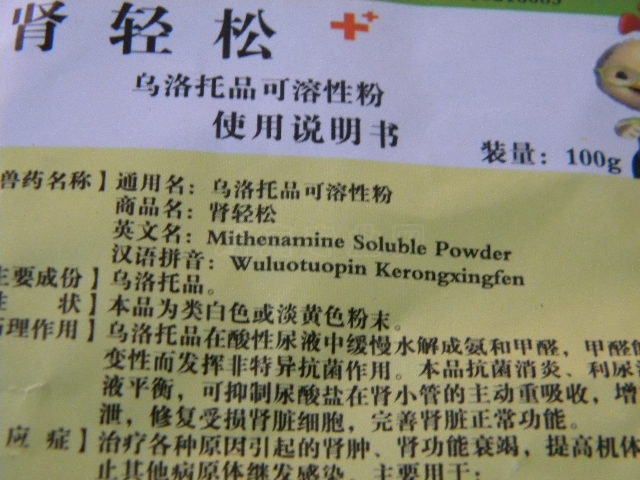 肾轻松
乌洛托品可溶性粉
使用说明书
装量：100g
兽药名称】通用名：乌洛托品可溶性粉
商品名：肾轻松
英文名：Mithenamine Soluble Powder
汉语拼音：Wuluotuopin Kerongxingfen
主要成份】乌洛托品。
性 状】本品为类白色或淡黄色粉末。
药理作用】乌洛托品在酸性尿液中缓慢水解成氨和甲醛，甲醛能
变性而发挥非特异抗菌作用。本品抗菌消炎、利尿消
液平衡，可抑制尿酸盐在肾小管的主动重吸收，增
泄，修复受损肾脏细胞，完善肾脏正常功能。
应 症】治疗各种原因引起的肾肿、肾功能衰竭，提高机体
止其他病原体继发感染。主要用于：